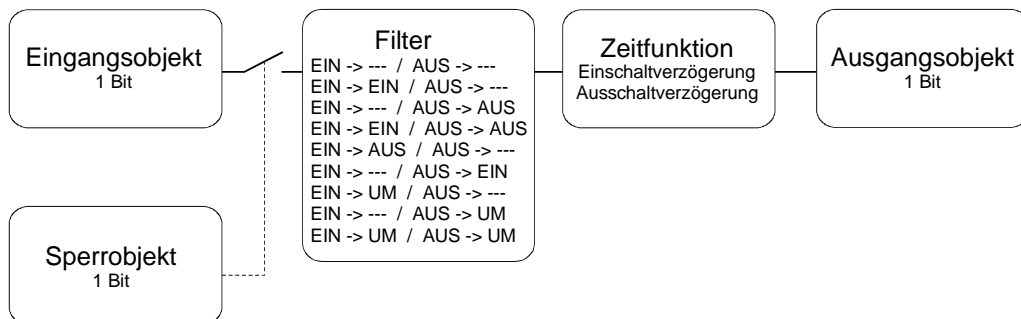 Eingangsobjekt
1 Bit
Filter
EIN -> --- / AUS -> ---
EIN -> EIN / AUS -> ---
EIN -> --- / AUS -> AUS
EIN -> EIN / AUS -> AUS
EIN -> AUS / AUS -> ---
EIN -> --- / AUS -> EIN
EIN -> UM / AUS -> ---
EIN -> --- / AUS -> UM
EIN -> UM / AUS -> UM
Zeitfunktion
Einschaltverzögerung
Ausschaltverzögerung
Ausgangsobjekt
1 Bit
Sperrobjekt
1 Bit